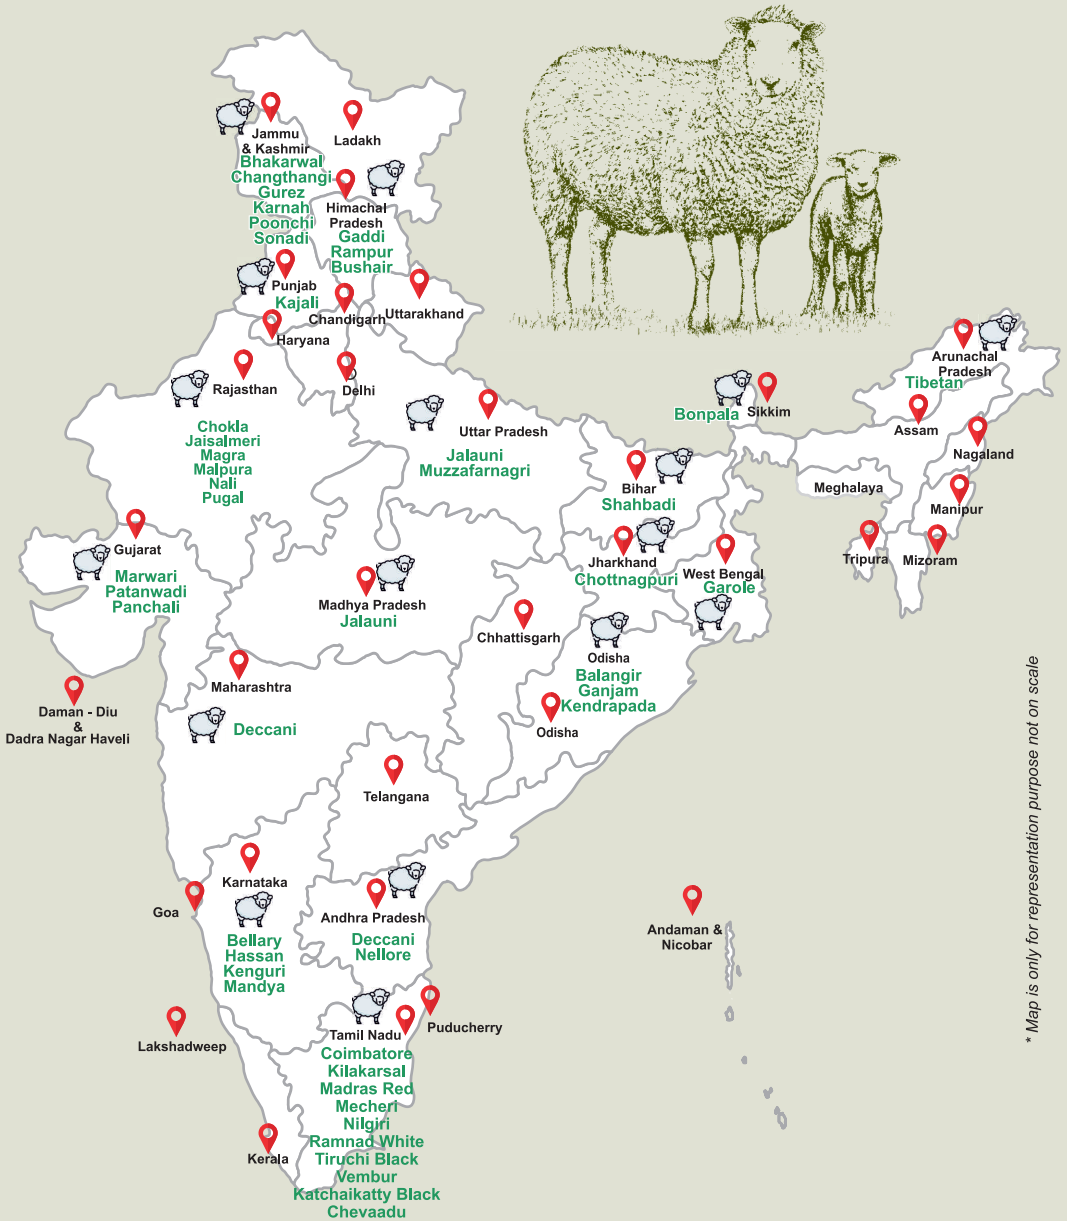 Jammu
& Kashmir
Bhakarwal
Changthangi
Gurez
Karnah
Poonchi
Sonadi
Ladakh
Himachal
Pradesh
Gaddi
Rampur
Bushair
Punjab
Kajali
Chandigarh
Uttarakhand
Haryana
Rajasthan
Chokla
Jaisalmeri
Magra
Malpura
Nali
Pugal
Delhi
Uttar Pradesh
Jalauni
Muzzafarnagri
Bonpala
Sikkim
Arunachal
Pradesh
Tibetan
Assam
Nagaland
Meghalaya
Manipur
Tripura
Mizoram
Bihar
Shahbadi
Jharkhand
Chottnagpuri
West Bengal
Garole
Gujarat
Marwari
Patanwadi
Panchali
Madhya Pradesh
Jalauni
Chhattisgarh
Odisha
Balangir
Ganjam
Kendrapada
Odisha
Daman - Diu
&
Dadra Nagar Haveli
Maharashtra
Deccani
Telangana
Karnataka
Bellary
Hassan
Kenguri
Mandya
Goa
Andhra Pradesh
Deccani
Nellore
Andaman &
Nicobar
Lakshadweep
Puducherry
Tamil Nadu
Coimbatore
Kilakarsal
Madras Red
Mecheri
Nilgiri
Ramnad White
Tiruchi Black
Vembur
Katchaikatty Black
Chevaadu
Kerala
* Map is only for representation purpose not on scale